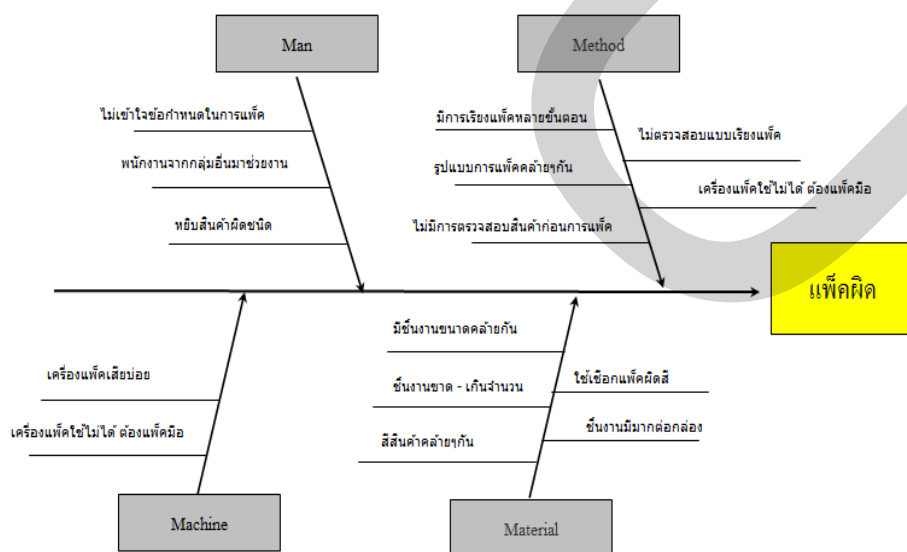 Man
Method
ไม่เข้าใจข้อกำหนดในการแพ็ค
พนักงานจากกลุ่มอื่นมาช่วยงาน
หยิบสินค้าผิดชนิด
มีการเรียงแพ็คหลายขั้นตอน
รูปแบบการแพ็คคล้ายๆกัน
ไม่มีการตรวจสอบสินค้าก่อนการแพ็ค
ไม่ตรวจสอบแบบเรียงแพ็ค
เครื่องแพ็คใช้ไม่ได้ ต้องแพ็คมือ
แพ็คผิด
เครื่องแพ็คเสียบ่อย
เครื่องแพ็คใช้ไม่ได้ ต้องแพ็คมือ
มีชิ้นงานขนาดคล้ายกัน
ชิ้นงานขาด - เกินจำนวน
สีสินค้าคล้ายๆกัน
ใช้เชือกแพ็คผิดสี
ชิ้นงานมีมากต่อกล่อง
Machine
Material